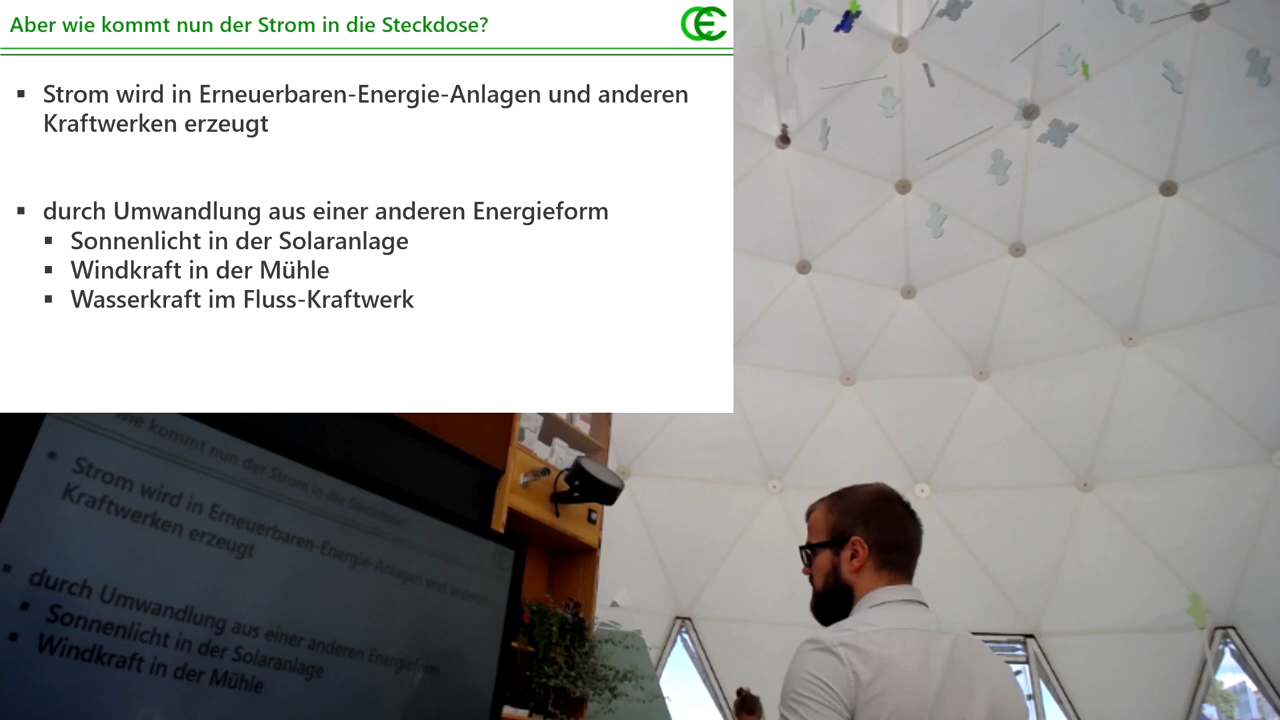 Aber wie kommt nun der Strom in die Steckdose?
▪ Strom wird in Erneuerbaren-Energie-Anlagen und anderen
Kraftwerken erzeugt
▪ durch Umwandlung aus einer anderen Energieform
▪ Sonnenlicht in der Solaranlage
▪ Windkraft in der Mühle
▪ Wasserkraft im Fluss-Kraftwerk
wie kommt nun der Strom in die Steckdose?
▪ Strom wird in Erneuerbaren-Energie-Anlagen und anderen
Kraftwerken erzeugt
▪ durch Umwandlung aus einer anderen Energieform
▪ Sonnenlicht in der Solaranlage
▪ Windkraft in der Mühle